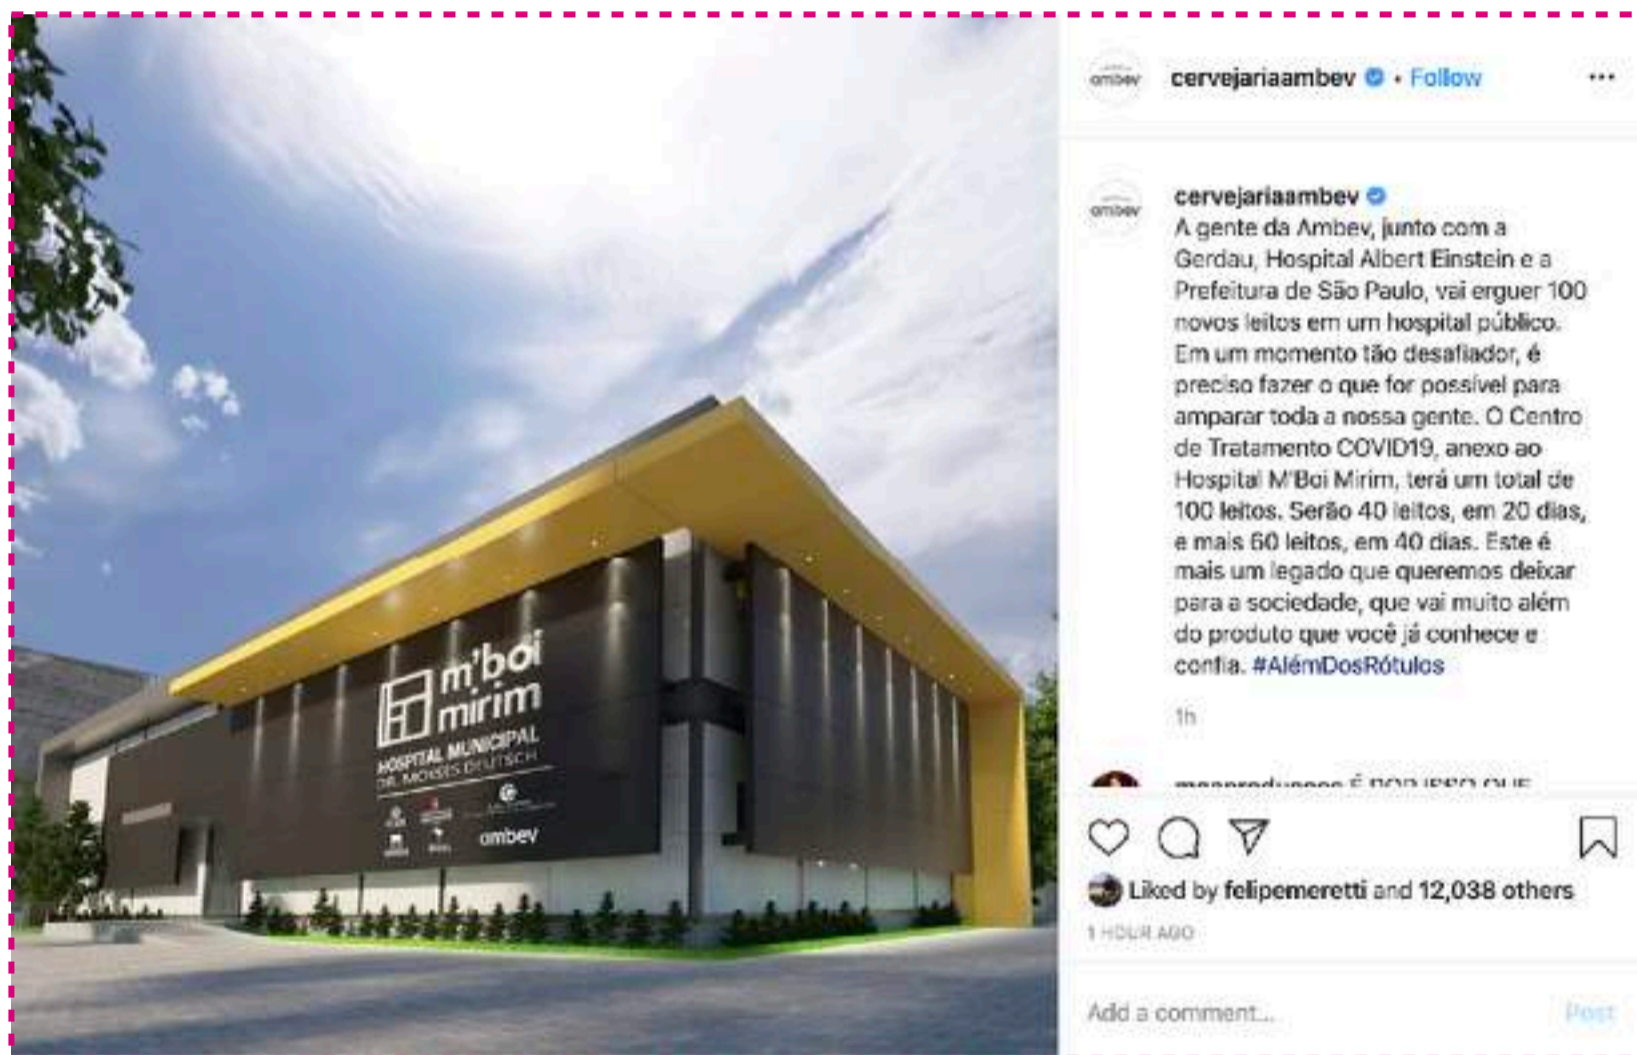 m'boi
mirim
HOSPITAL MUNICIPAL
DR. MOISES DEUTSCH
ambev
ambev
cervejariaambev • Follow
ambev
cervejariaambev
A gente da Ambev, junto com a
Gerdau, Hospital Albert Einstein e a
Prefeitura de São Paulo, vai erguer 100
novos leitos em um hospital público.
Em um momento tão desafiador, é
preciso fazer o que for possível para
amparar toda a nossa gente. O Centro
de Tratamento COVID19, anexo ao
Hospital M'Boi Mirim, terá um total de
100 leitos. Serão 40 leitos, em 20 dias,
e mais 60 leitos, em 40 dias. Este é
mais um legado que queremos deixar
para a sociedade, que vai muito além
do produto que você já conhece e
confia. #AlémDosRótulos
1h
É POR ISSO QUE
Liked by felipemeretti and 12,038 others
1 HOUR AGO
Add a comment...
Post